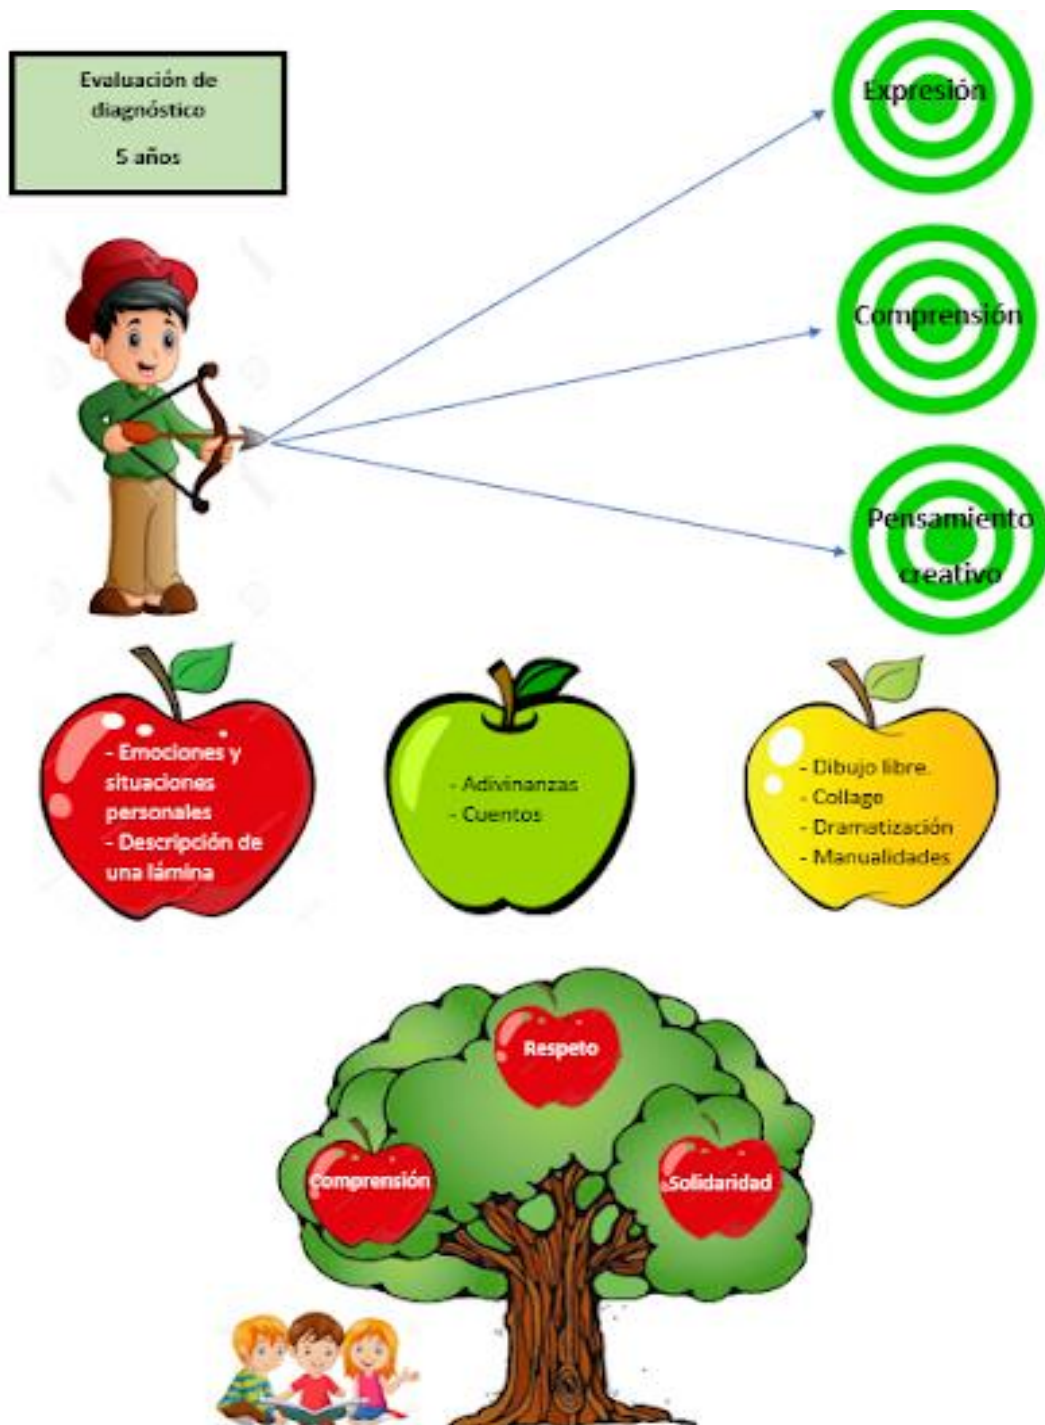 Evaluación de
diagnóstico
5 años
Expresión
Comprensión
Pensamiento
creativo
- Emociones y
situaciones
personales
- Descripción de
una lámina
- Adivinanzas
- Cuentos
- Dibujo libre.
- Collage
- Dramatización
- Manualidades
Respeto
Comprensión
Solidaridad